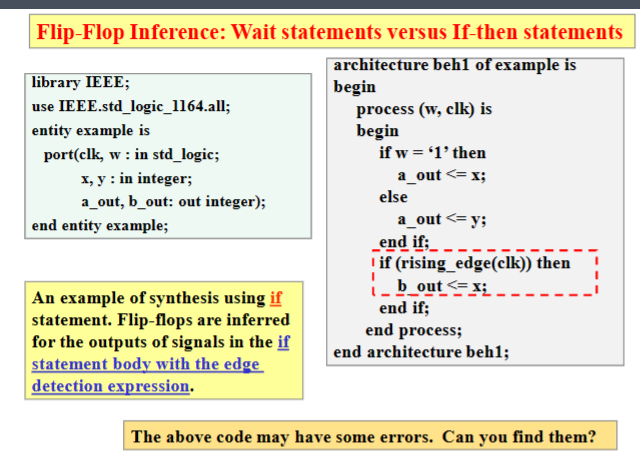 Flip-Flop Inference: Wait statements versus If-then statements
library IEEE;
use IEEE.std_logic_1164.all;
entity example is
port(clk, w : in std_logic;
x, y : in integer;
a_out, b_out: out integer);
end entity example;
architecture beh1 of example is
begin
process (w, clk) is
begin
if w = ‘1’ then
a_out <= x;
else
a_out <= y;
end if;
if (rising_edge(clk)) then
b_out <= x;
end if;
end process;
end architecture beh1;
An example of synthesis using if
statement. Flip-flops are inferred
for the outputs of signals in the if
statement body with the edge
detection expression.
The above code may have some errors. Can you find them?